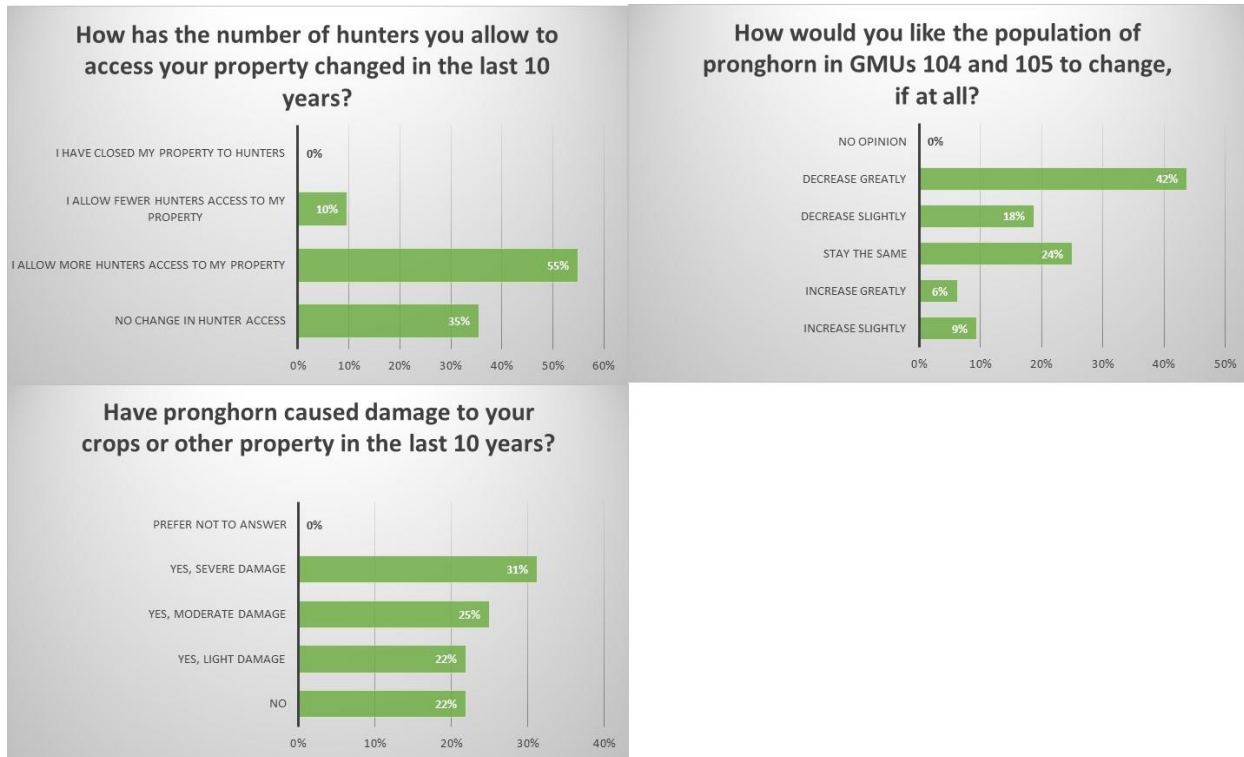 How has the number of hunters you allow to
access your property changed in the last 10
years?
I HAVE CLOSED MY PROPERTY TO HUNTERS
0%
I ALLOW FEWER HUNTERS ACCESS TO MY
PROPERTY
10%
I ALLOW MORE HUNTERS ACCESS TO MY PROPERTY
55%
NO CHANGE IN HUNTER ACCESS
35%
0% 10% 20% 30% 40% 50% 60%
How would you like the population of
pronghorn in GMUs 104 and 105 to change,
if at all?
NO OPINION
0%
DECREASE GREATLY
42%
DECREASE SLIGHTLY
18%
STAY THE SAME
24%
INCREASE GREATLY
6%
INCREASE SLIGHTLY
9%
0% 10% 20% 30% 40% 50%
Have pronghorn caused damage to your
crops or other property in the last 10 years?
PREFER NOT TO ANSWER
0%
YES, SEVERE DAMAGE
31%
YES, MODERATE DAMAGE
25%
YES, LIGHT DAMAGE
22%
NO
22%
0% 10% 20% 30% 40%